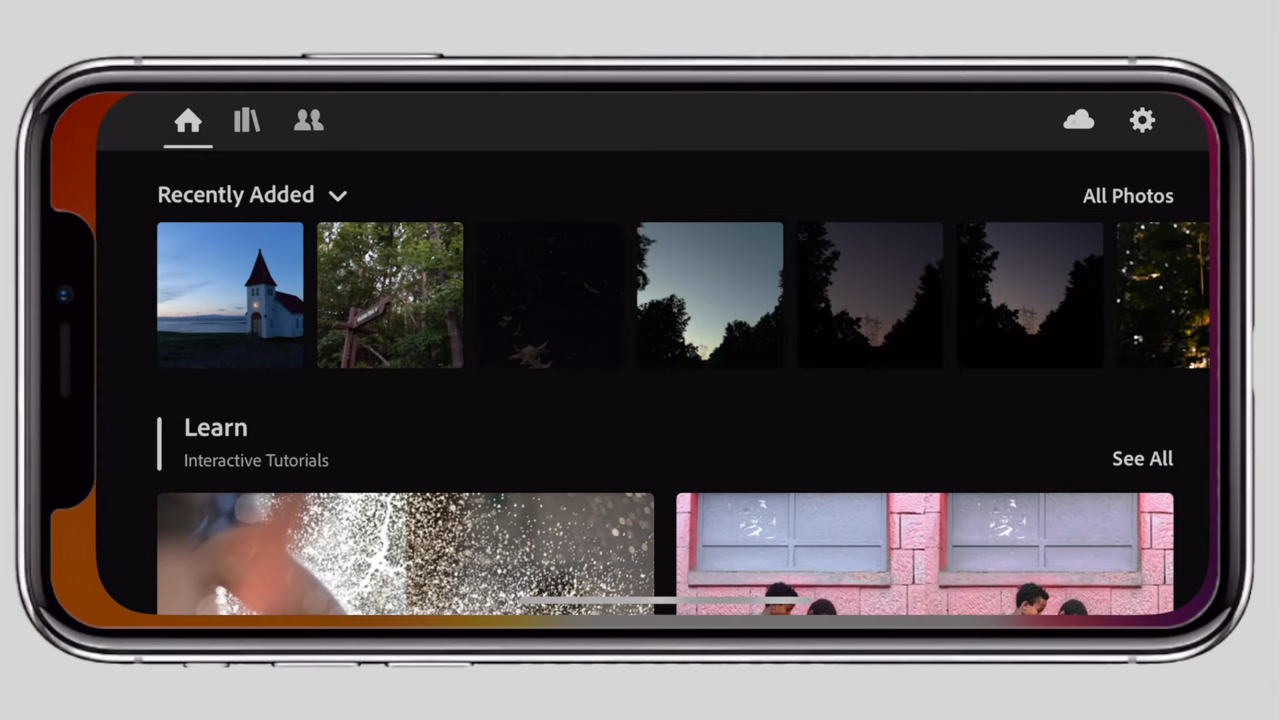 Recently Added
All Photos
Learn
Interactive Tutorials
See All